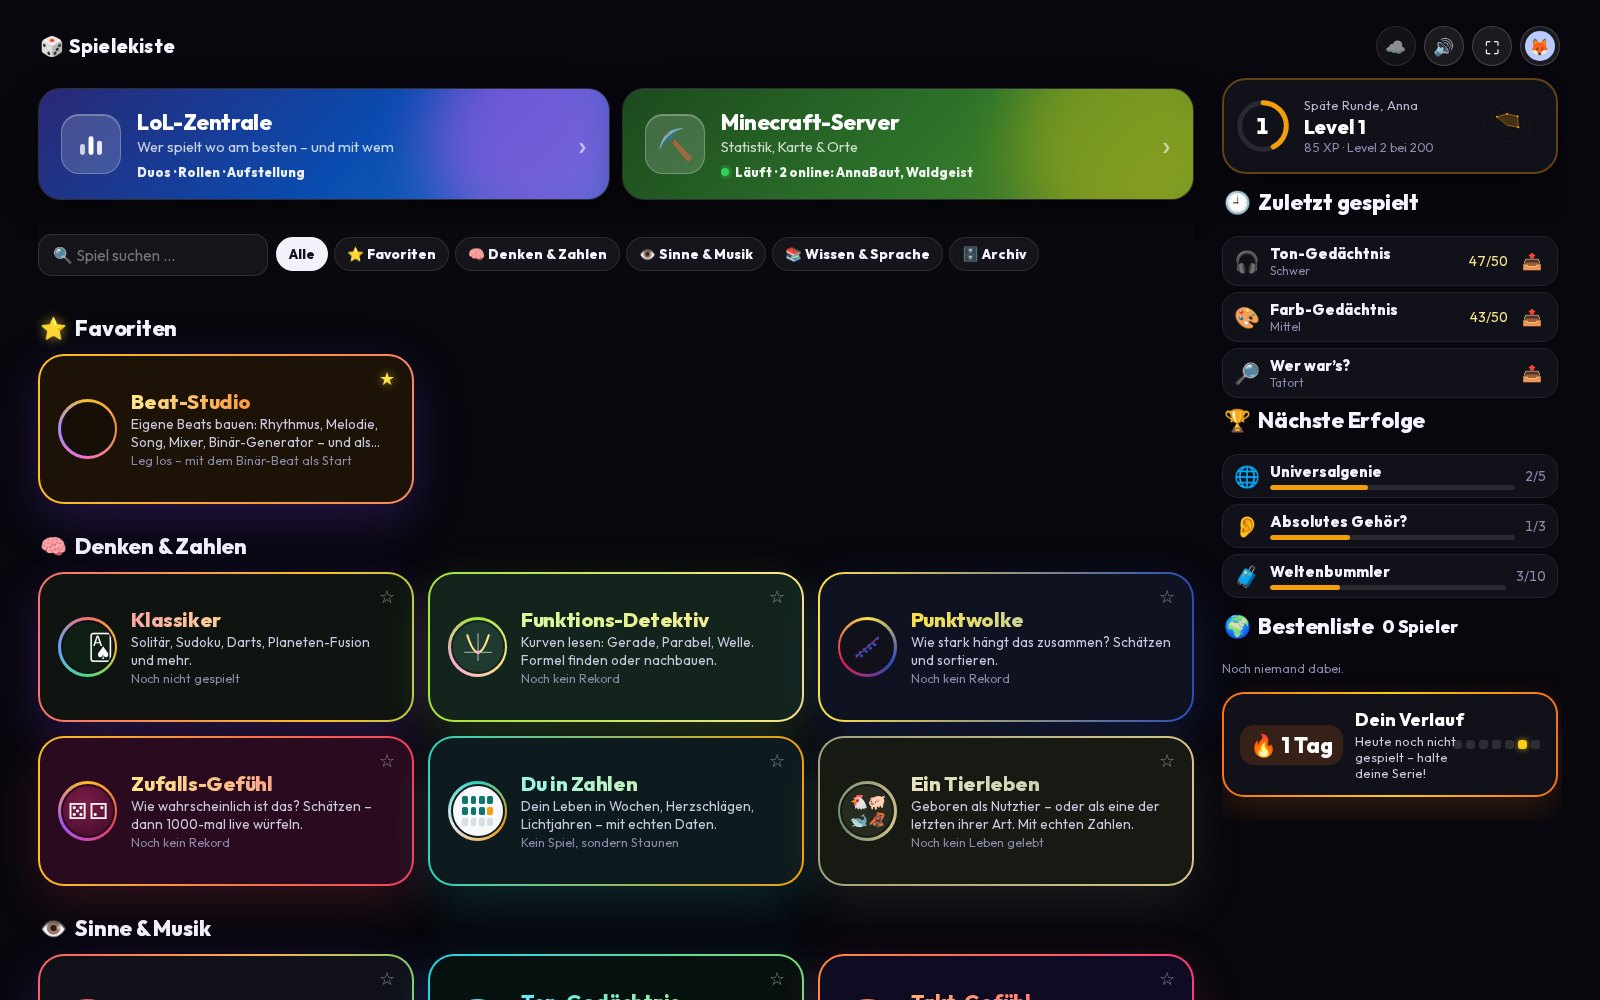 Spielekiste
LoL-Zentrale
Wer spielt wo am besten – und mit wem
Duos · Rollen · Aufstellung
Minecraft-Server
Statistik, Karte & Orte
Läuft · 2 online: AnnaBaut, Waldgeist
Spiel suchen ...
Alle
Favoriten
Denken & Zahlen
Sinne & Musik
Wissen & Sprache
Archiv
Favoriten
Beat-Studio
Eigene Beats bauen: Rhythmus, Melodie,
Song, Mixer, Binär-Generator – und als...
Leg los – mit dem Binär-Beat als Start
Denken & Zahlen
Klassiker
Solitär, Sudoku, Darts, Planeten-Fusion
und mehr.
Noch nicht gespielt
A
Funktions-Detektiv
Kurven lesen: Gerade, Parabel, Welle.
Formel finden oder nachbauen.
Noch kein Rekord
Punktwolke
Wie stark hängt das zusammen? Schätzen
und sortieren.
Noch kein Rekord
Zufalls-Gefühl
Wie wahrscheinlich ist das? Schätzen –
dann 1000-mal live würfeln.
Noch kein Rekord
Du in Zahlen
Dein Leben in Wochen, Herzschlägen,
Lichtjahren – mit echten Daten.
Kein Spiel, sondern Staunen
Ein Tierleben
Geboren als Nutztier – oder als eine der
letzten ihrer Art. Mit echten Zahlen.
Noch kein Leben gelebt
Sinne & Musik
Ton-Gedächtnis
Takt-Gefühl
1
Späte Runde, Anna
Level 1
85 XP · Level 2 bei 200
Zuletzt gespielt
Ton-Gedächtnis
Schwer
47/50
Farb-Gedächtnis
Mittel
43/50
Wer war's?
Tatort
Nächste Erfolge
Universalgenie
2/5
Absolutes Gehör?
1/3
Weltenbummler
3/10
Bestenliste 0 Spieler
Noch niemand dabei.
1 Tag
Dein Verlauf
Heute noch nicht
gespielt – halte
deine Serie!